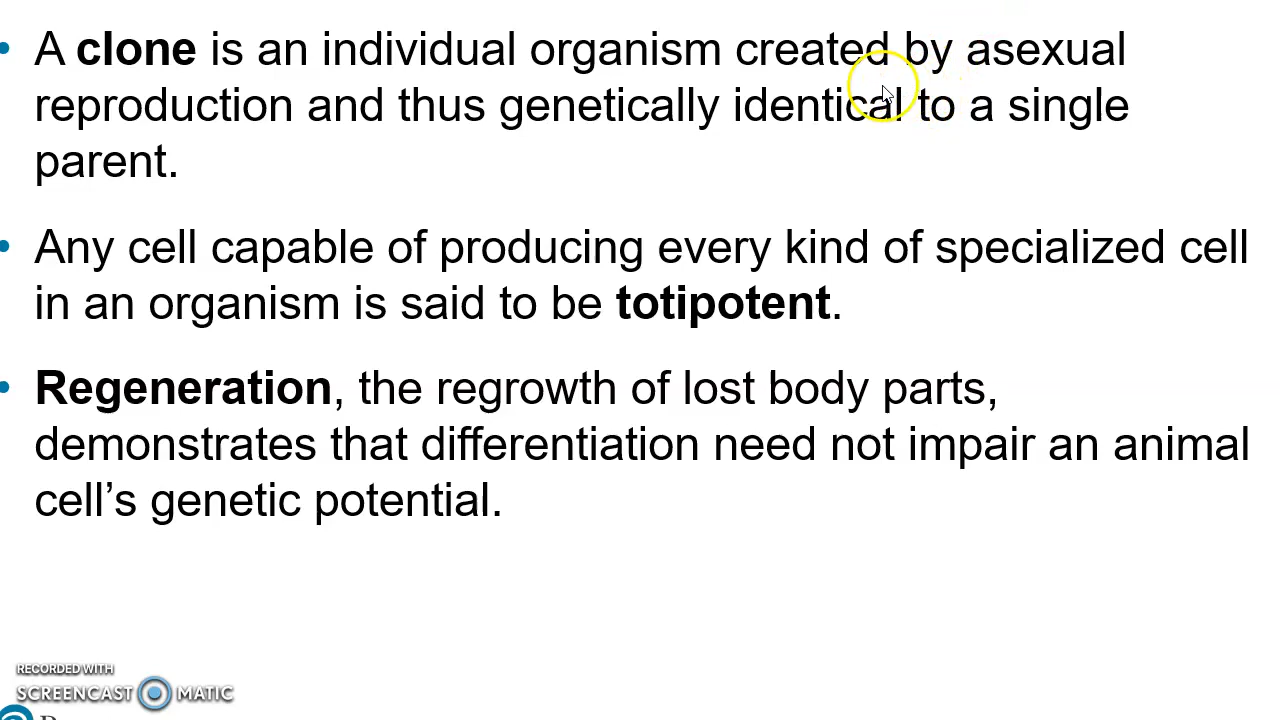 • A clone is an individual organism created by asexual
reproduction and thus genetically identical to a single
parent.
• Any cell capable of producing every kind of specialized cell
in an organism is said to be totipotent.
• Regeneration, the regrowth of lost body parts,
demonstrates that differentiation need not impair an animal
cell’s genetic potential.
RECORDED WITH
SCREENCAST MATIC